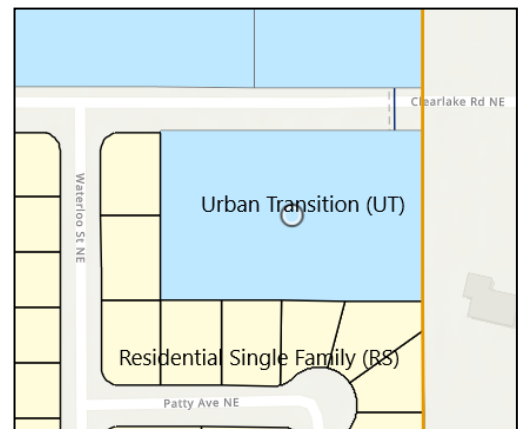 Clearlake Rd NE
Waterloo St NE
Urban Transition (UT)
Residential Single Family (RS)
Patty Ave NE